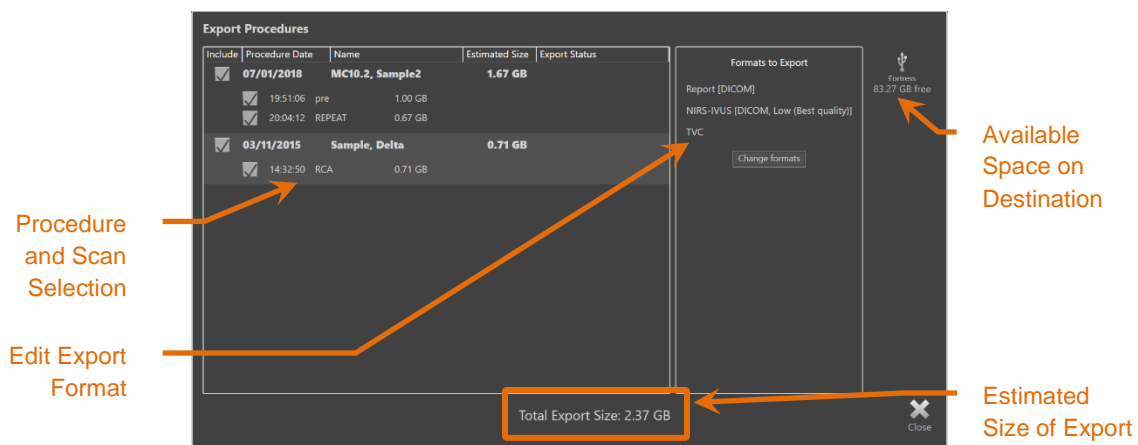 Export Procedures
Include Procedure Date Name Estimated Size Export Status
07/01/2018 MC10.2, Sample2 1.67 GB
19:51:06 pre 1.00 GB
20:04:12 REPEAT 0.67 GB
03/11/2015 Sample, Delta 0.71 GB
14:32:50 RCA 0.71 GB
Formats to Export
Report [DICOM]
NIRS-IVUS [DICOM, Low (Best quality)]
TVC
Change formats
Fortress
83.27 GB free
Available
Space on
Destination
Procedure
and Scan
Selection
Edit Export
Format
Total Export Size: 2.37 GB
Close
Estimated
Size of Export